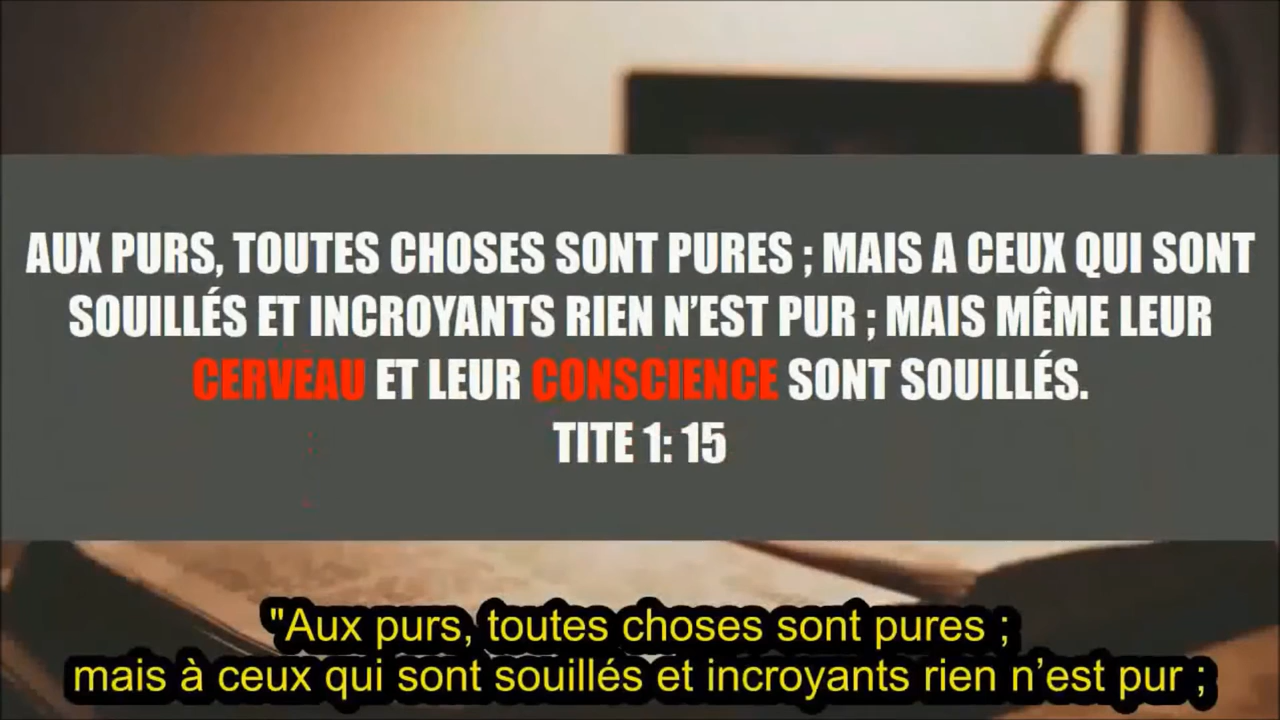 AUX PURS, TOUTES CHOSES SONT PURES ; MAIS A CEUX QUI SONT
SOUILLÉS ET INCROYANTS RIEN N’EST PUR ; MAIS MÊME LEUR
CERVEAU ET LEUR CONSCIENCE SONT SOUILLÉS.
TITE 1: 15
"Aux purs, toutes choses sont pures ;
mais à ceux qui sont souillés et incroyants rien n’est pur ;